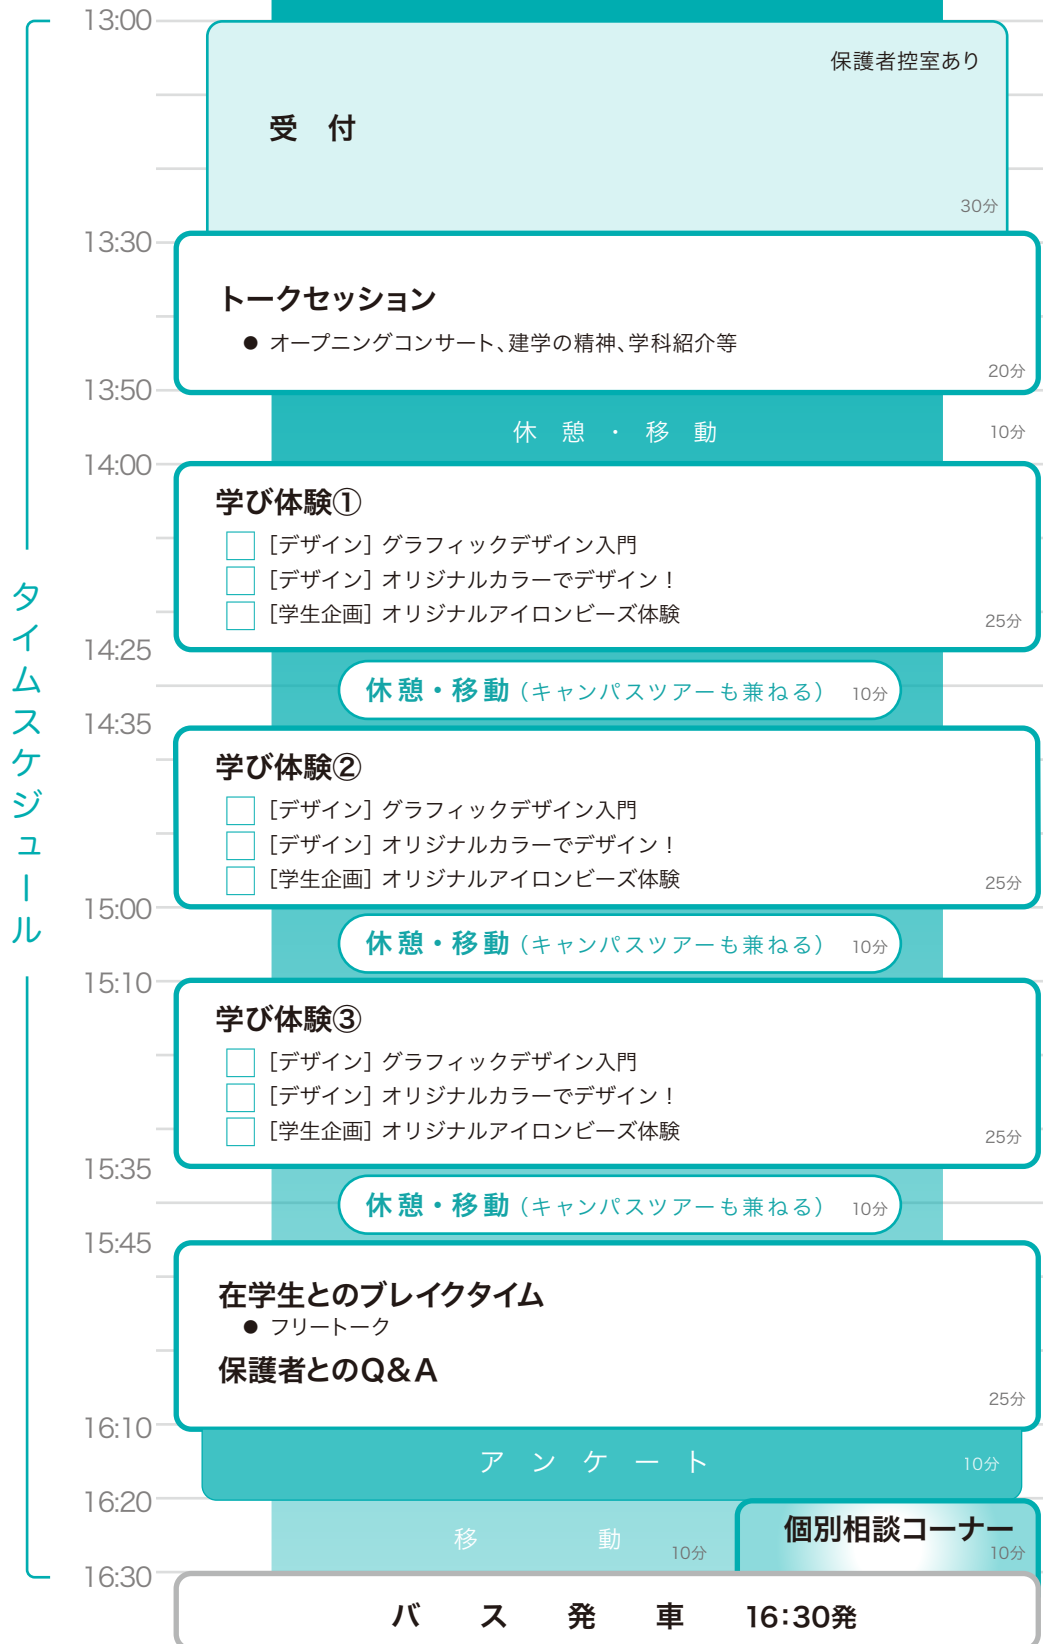 タイムスケジュール
13:00
保護者控室あり
受　付
30分
13:30
トークセッション
● オープニングコンサート、建学の精神、学科紹介等
20分
13:50
休憩・移動
10分
14:00
学び体験①
［デザイン］グラフィックデザイン入門
［デザイン］オリジナルカラーでデザイン！
［学生企画］オリジナルアイロンビーズ体験
25分
14:25
休憩・移動（キャンパスツアーも兼ねる） 10分
14:35
学び体験②
［デザイン］グラフィックデザイン入門
［デザイン］オリジナルカラーでデザイン！
［学生企画］オリジナルアイロンビーズ体験
25分
15:00
休憩・移動（キャンパスツアーも兼ねる） 10分
15:10
学び体験③
［デザイン］グラフィックデザイン入門
［デザイン］オリジナルカラーでデザイン！
［学生企画］オリジナルアイロンビーズ体験
25分
15:35
休憩・移動（キャンパスツアーも兼ねる） 10分
15:45
在学生とのブレイクタイム
● フリートーク
保護者とのQ&A
25分
16:10
アンケート
10分
16:20
移　動 10分
個別相談コーナー
10分
16:30
バス発車 16:30発